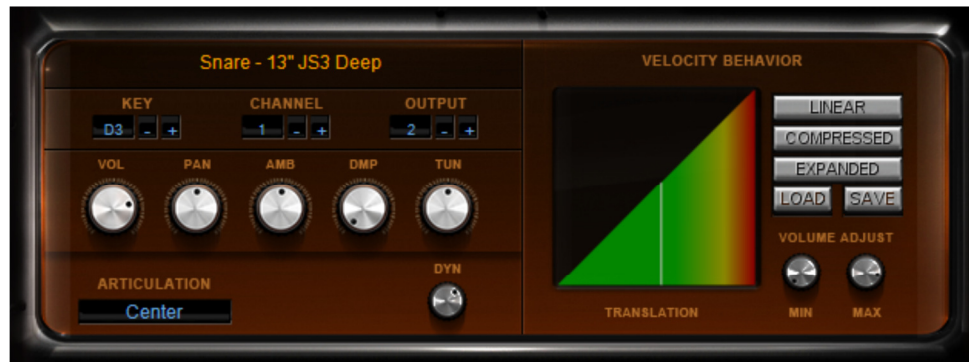 Snare - 13" JS3 Deep
KEY CHANNEL OUTPUT
D3 - + 1 - + 2 - +
VOL PAN AMB DMP TUN
DYN
ARTICULATION
Center
VELOCITY BEHAVIOR
LINEAR
COMPRESSED
EXPANDED
LOAD SAVE
VOLUME ADJUST
MIN MAX
TRANSLATION